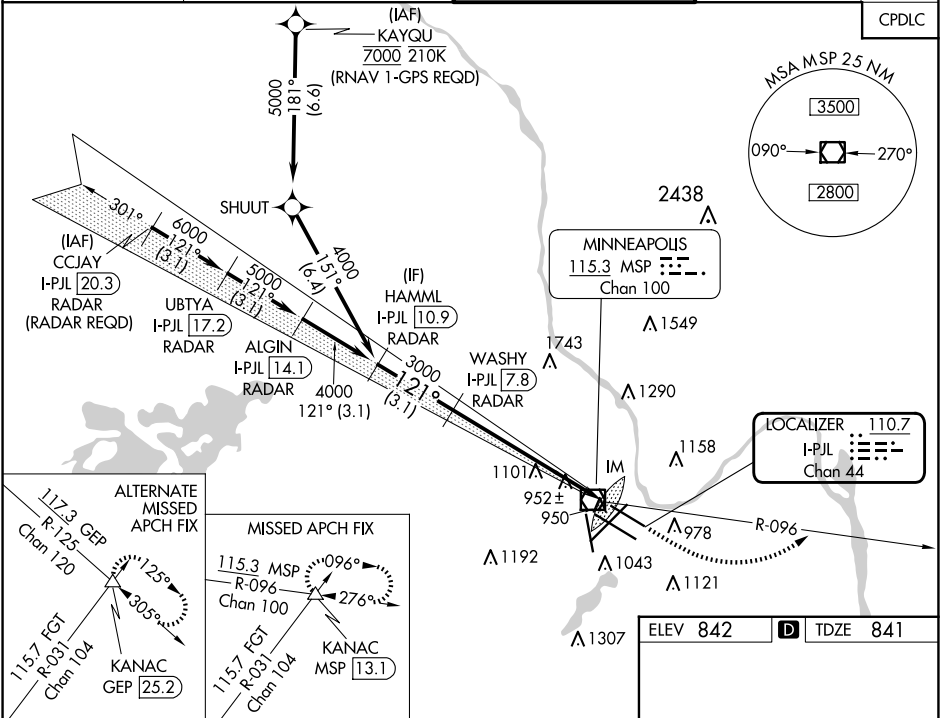 CPDLC
(IAF)
KAYQU
7000 210K
(RNAV 1-GPS REQD)
5000
181°
(6.6)
MSA MSP 25 NM
3500
090°
270°
2800
SHUUT
2438
301°
6000
121°
(3.1)
(IAF)
CCJAY
I-PJL 20.3
RADAR
(RADAR REQD)
5000
121°
(3.1)
UBTYA
I-PJL 17.2
RADAR
4000
151°
(6.4)
(IF)
HAMML
I-PJL 10.9
RADAR
ALGIN
I-PJL 14.1
RADAR
4000
121° (3.1)
3000
121°
(3.1)
WASHY
I-PJL 7.8
RADAR
MINNEAPOLIS
115.3 MSP
Chan 100
1549
1743
1290
1158
LOCALIZER 110.7
I-PJL
Chan 44
1101
IM
952±
950
978
R-096
1192
1043
1121
1307
ALTERNATE
MISSED
APCH FIX
117.3 GEP
R-125
Chan 120
125°
305°
115.7 FGT
R-031
Chan 104
KANAC
GEP 25.2
MISSED APCH FIX
115.3 MSP
R-096
Chan 100
096°
276°
115.7 FGT
R-031
Chan 104
KANAC
MSP 13.1
ELEV 842 D TDZE 841